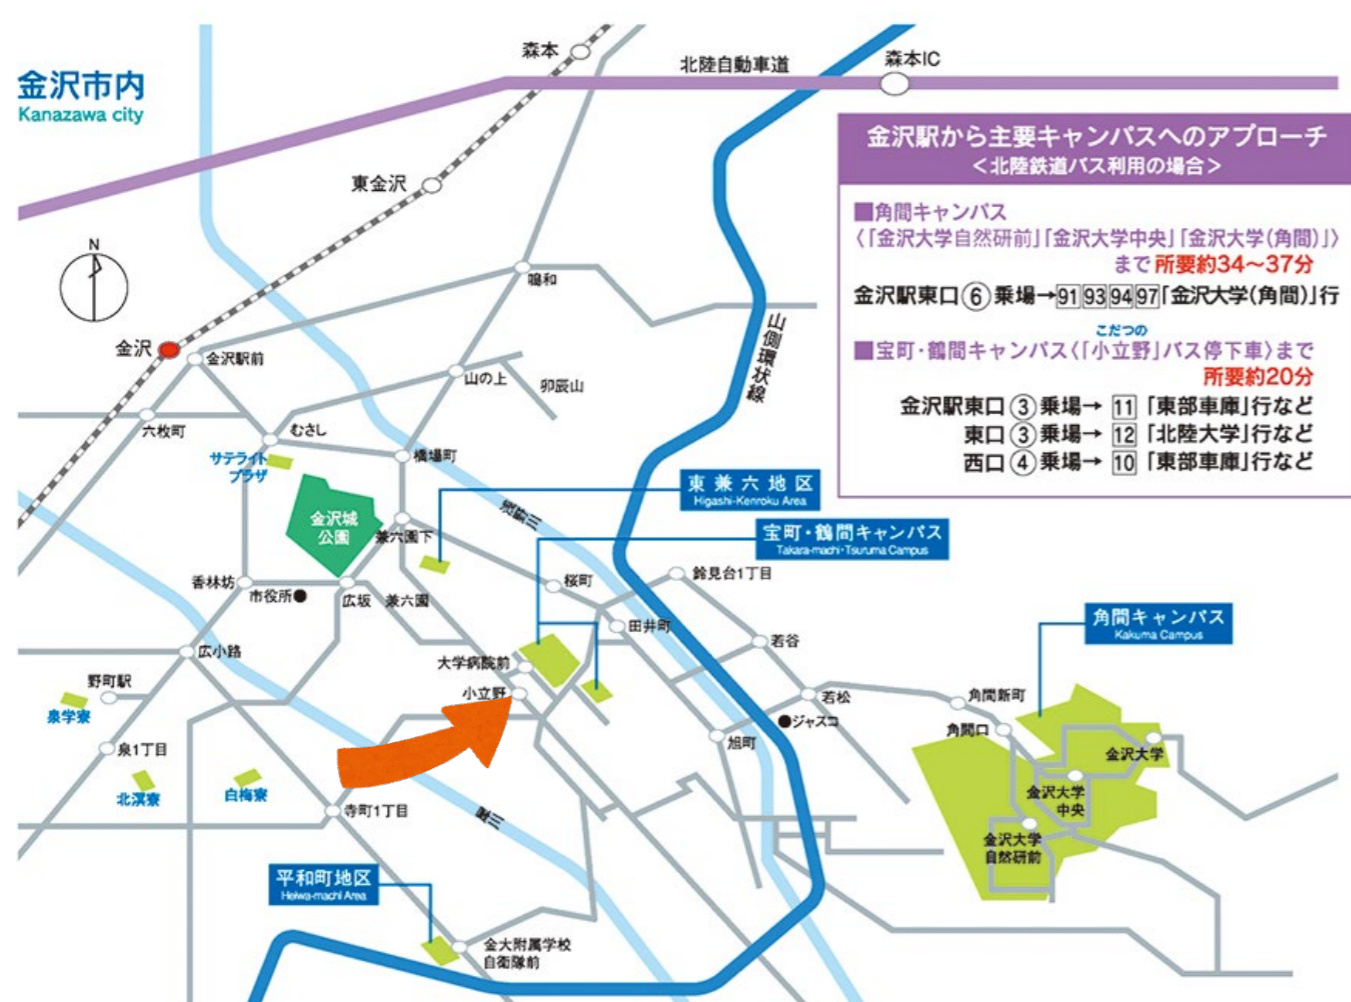 金沢市内
Kanazawa city
森本
北陸自動車道
森本IC
東金沢
N
鳴和
金沢
金沢駅前
山の上
卯辰山
山側環状線
六枚町
むさし
橋場町
サテライト
プラザ
金沢城
公園
兼六園下
浅野川
東兼六地区
Higashi-Kenroku Area
宝町・鶴間キャンパス
Takara-machi・Tsuruma Campus
香林坊
市役所
広坂
兼六園
桜町
鈴見台1丁目
田井町
若谷
広小路
大学病院前
小立野
野町駅
泉学寮
泉1丁目
北溟寮
白梅寮
寺町1丁目
犀川
旭町
若松
ジャスコ
角間キャンパス
Kakuma Campus
角間新町
角間口
金沢大学
金沢大学
中央
金沢大学
自然研前
平和町地区
Heiwa-machi Area
金大附属学校
自衛隊前
金沢駅から主要キャンパスへのアプローチ
＜北陸鉄道バス利用の場合＞
■角間キャンパス
〈「金沢大学自然研前」「金沢大学中央」「金沢大学(角間)」〉
まで 所要約34～37分
金沢駅東口⑥乗場→91 93 94 97「金沢大学(角間)」行
こだつの
■宝町・鶴間キャンパス〈「小立野」バス停下車〉まで
所要約20分
金沢駅東口③乗場→ 11 「東部車庫」行など
東口③乗場→ 12 「北陸大学」行など
西口④乗場→ 10 「東部車庫」行など